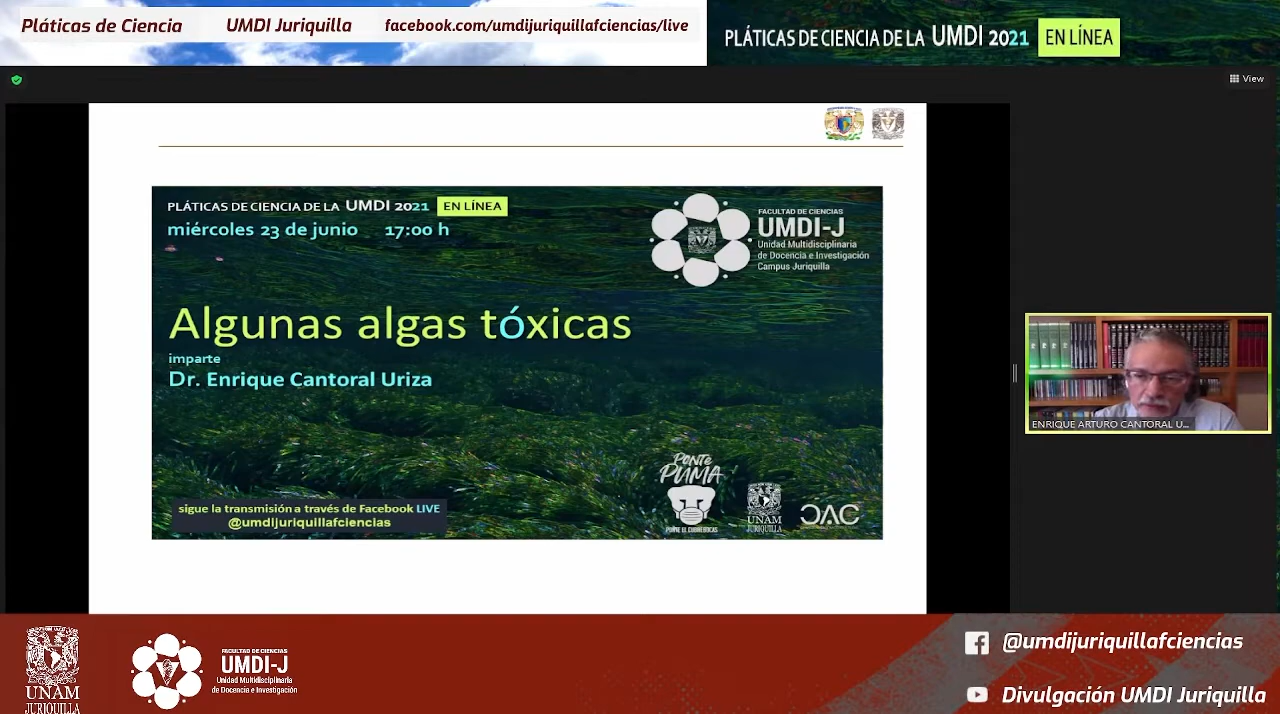 Pláticas de Ciencia UMDI Juriquilla facebook.com/umdijuriquillafciencias/live
PLÁTICAS DE CIENCIA DE LA UMDI 2021 EN LÍNEA
View
PLÁTICAS DE CIENCIA DE LA UMDI 2021 EN LÍNEA
miércoles 23 de junio 17:00 h
FACULTAD DE CIENCIAS
UMDI-J
Unidad Multidisciplinaria
de Docencia e Investigación
Campus Juriquilla
Algunas algas tóxicas
imparte
Dr. Enrique Cantoral Uriza
ENRIQUE ARTURO CANTORAL U...
PONTE
PUMA
PONTE EL CUBREBOCAS
UNAM
JURIQUILLA
CAC
sigue la transmisión a través de Facebook LIVE
@umdijuriquillafciencias
UNAM
JURIQUILLA
FACULTAD DE CIENCIAS
UMDI-J
Unidad Multidisciplinaria
de Docencia e Investigación
@umdijuriquillafciencias
Divulgación UMDI Juriquilla